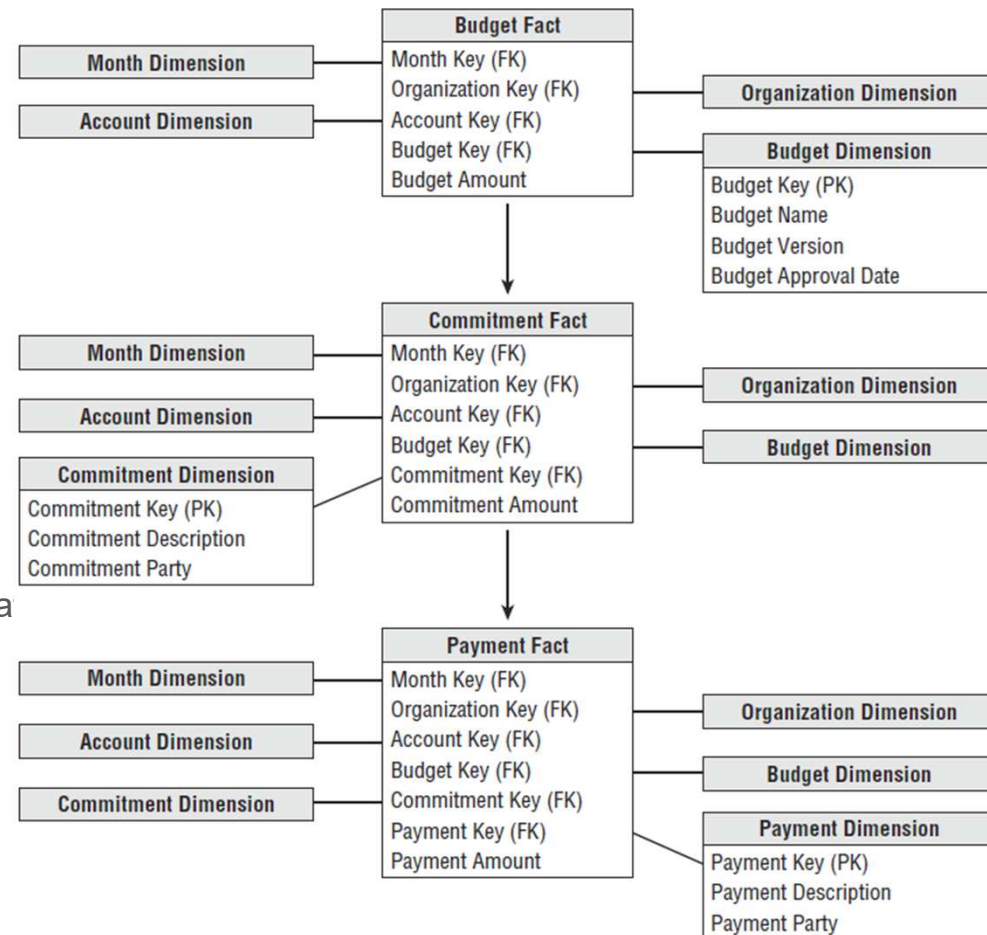 Budget Fact
Month Key (FK)
Organization Key (FK)
Account Key (FK)
Budget Key (FK)
Budget Amount
Month Dimension
Account Dimension
Organization Dimension
Budget Dimension
Budget Key (PK)
Budget Name
Budget Version
Budget Approval Date
Commitment Fact
Month Key (FK)
Organization Key (FK)
Account Key (FK)
Budget Key (FK)
Commitment Key (FK)
Commitment Amount
Month Dimension
Account Dimension
Commitment Dimension
Commitment Key (PK)
Commitment Description
Commitment Party
Organization Dimension
Budget Dimension
a
Payment Fact
Month Key (FK)
Organization Key (FK)
Account Key (FK)
Budget Key (FK)
Commitment Key (FK)
Payment Key (FK)
Payment Amount
Month Dimension
Account Dimension
Commitment Dimension
Organization Dimension
Budget Dimension
Payment Dimension
Payment Key (PK)
Payment Description
Payment Party